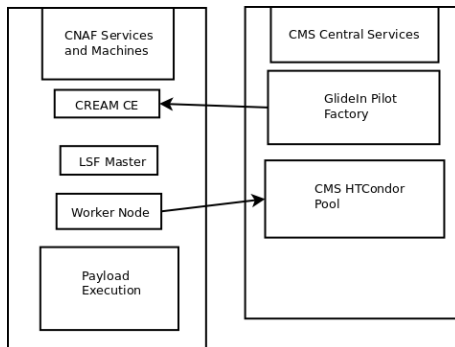 CNAF Services
and Machines
CREAM CE
LSF Master
Worker Node
Payload
Execution
CMS Central Services
GlideIn Pilot
Factory
CMS HTCondor
Pool